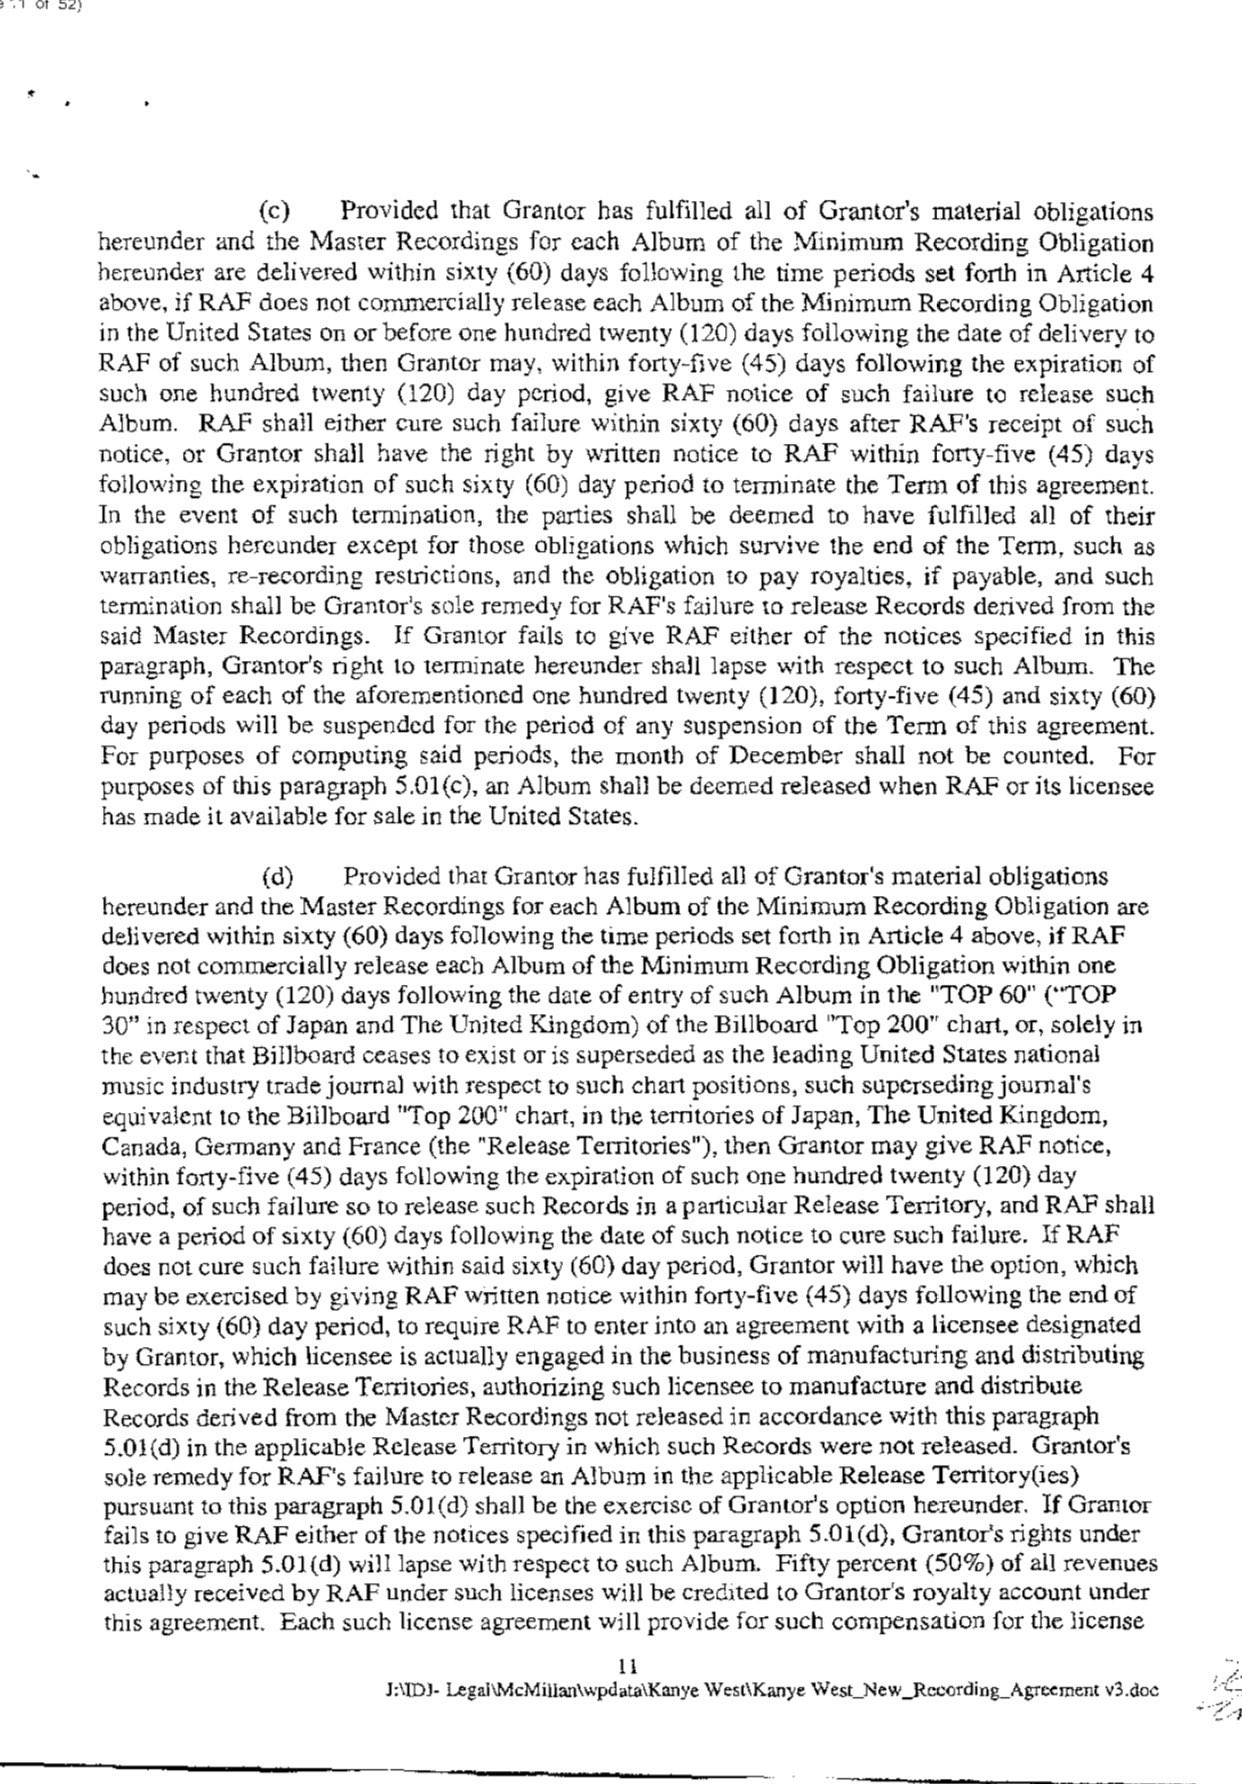 of 52)
(c) Provided that Grantor has fulfilled all of Grantor's material obligations
hereunder and the Master Recordings for each Album of the Minimum Recording Obligation
hereunder are delivered within sixty (60) days following the time periods set forth in Article 4
above, if RAF does not commercially release each Album of the Minimum Recording Obligation
in the United States on or before one hundred twenty (120) days following the date of delivery to
RAF of such Album, then Grantor may, within forty-five (45) days following the expiration of
such one hundred twenty (120) day period, give RAF notice of such failure to release such
Album. RAF shall either cure such failure within sixty (60) days after RAF's receipt of such
notice, or Grantor shall have the right by written notice to RAF within forty-five (45) days
following the expiration of such sixty (60) day period to terminate the Term of this agreement.
In the event of such termination, the parties shall be deemed to have fulfilled all of their
obligations hereunder except for those obligations which survive the end of the Term, such as
warranties, re-recording restrictions, and the obligation to pay royalties, if payable, and such
termination shall be Grantor's sole remedy for RAF's failure to release Records derived from the
said Master Recordings. If Grantor fails to give RAF either of the notices specified in this
paragraph, Grantor's right to terminate hereunder shall lapse with respect to such Album. The
running of each of the aforementioned one hundred twenty (120), forty-five (45) and sixty (60)
day periods will be suspended for the period of any suspension of the Term of this agreement.
For purposes of computing said periods, the month of December shall not be counted. For
purposes of this paragraph 5.01(c), an Album shall be deemed released when RAF or its licensee
has made it available for sale in the United States.
(d) Provided that Grantor has fulfilled all of Grantor's material obligations
hereunder and the Master Recordings for each Album of the Minimum Recording Obligation are
delivered within sixty (60) days following the time periods set forth in Article 4 above, if RAF
does not commercially release each Album of the Minimum Recording Obligation within one
hundred twenty (120) days following the date of entry of such Album in the "TOP 60" (“TOP
30” in respect of Japan and The United Kingdom) of the Billboard "Top 200" chart, or, solely in
the event that Billboard ceases to exist or is superseded as the leading United States national
music industry trade journal with respect to such chart positions, such superseding journal's
equivalent to the Billboard "Top 200" chart, in the territories of Japan, The United Kingdom,
Canada, Germany and France (the "Release Territories"), then Grantor may give RAF notice,
within forty-five (45) days following the expiration of such one hundred twenty (120) day
period, of such failure so to release such Records in a particular Release Territory, and RAF shall
have a period of sixty (60) days following the date of such notice to cure such failure. If RAF
does not cure such failure within said sixty (60) day period, Grantor will have the option, which
may be exercised by giving RAF written notice within forty-five (45) days following the end of
such sixty (60) day period, to require RAF to enter into an agreement with a licensee designated
by Grantor, which licensee is actually engaged in the business of manufacturing and distributing
Records in the Release Territories, authorizing such licensee to manufacture and distribute
Records derived from the Master Recordings not released in accordance with this paragraph
5.01(d) in the applicable Release Territory in which such Records were not released. Grantor's
sole remedy for RAF's failure to release an Album in the applicable Release Territory(ies)
pursuant to this paragraph 5.01(d) shall be the exercise of Grantor's option hereunder. If Grantor
fails to give RAF either of the notices specified in this paragraph 5.01(d), Grantor's rights under
this paragraph 5.01(d) will lapse with respect to such Album. Fifty percent (50%) of all revenues
actually received by RAF under such licenses will be credited to Grantor's royalty account under
this agreement. Each such license agreement will provide for such compensation for the license
11
J:\IDJ- Legal\McMillan\wpdata\Kanye West\Kanye West_New_Recording_Agreement v3.doc